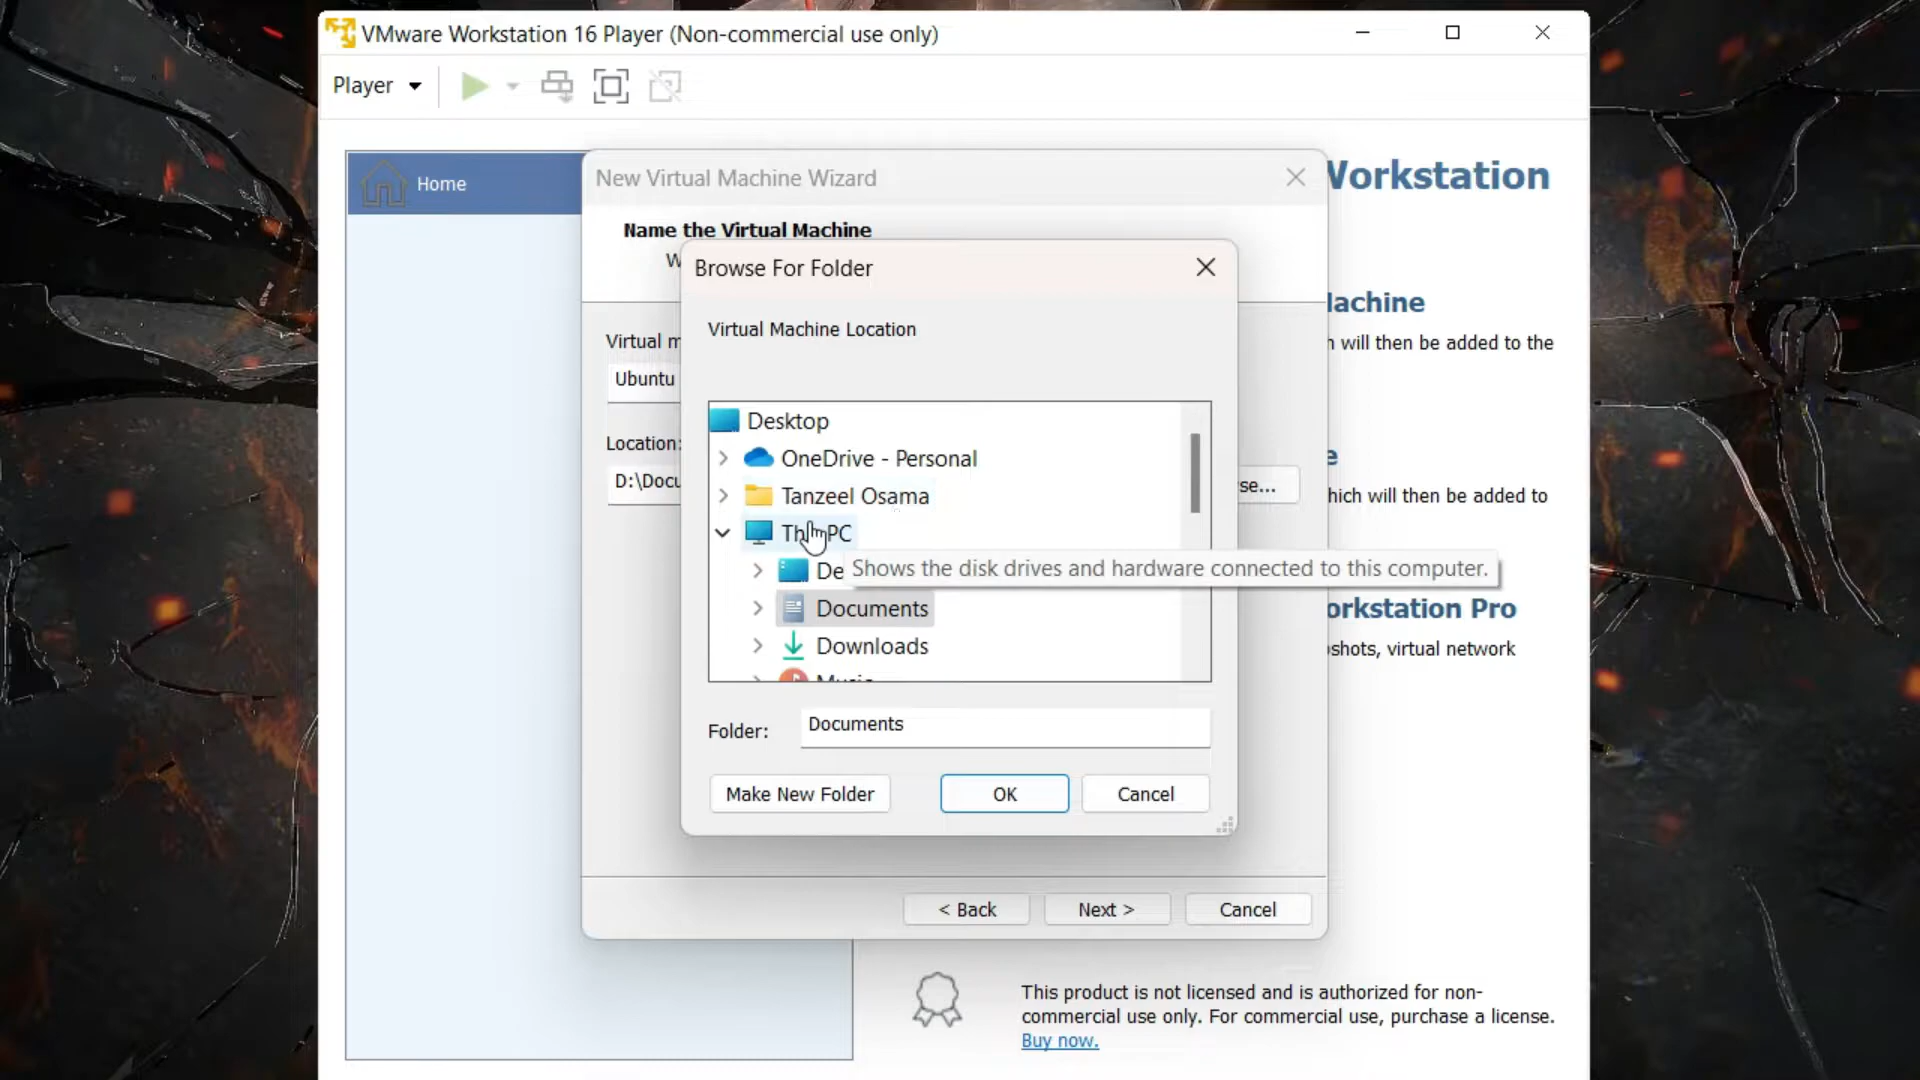 VMware Workstation 16 Player (Non-commercial use only)
Player
Home
New Virtual Machine Wizard
Name the Virtual Machine
Browse For Folder
Virtual Machine Location
Virtual m
Ubuntu
Location:
D:\Docu
Desktop
OneDrive - Personal
Tanzeel Osama
This PC
De
Shows the disk drives and hardware connected to this computer.
Documents
Downloads
Music
Folder:
Documents
Make New Folder
OK
Cancel
se...
< Back
Next >
Cancel
Workstation
achine
will then be added to the
e
hich will then be added to
orkstation Pro
shots, virtual network
This product is not licensed and is authorized for non-
commercial use only. For commercial use, purchase a license.
Buy now.